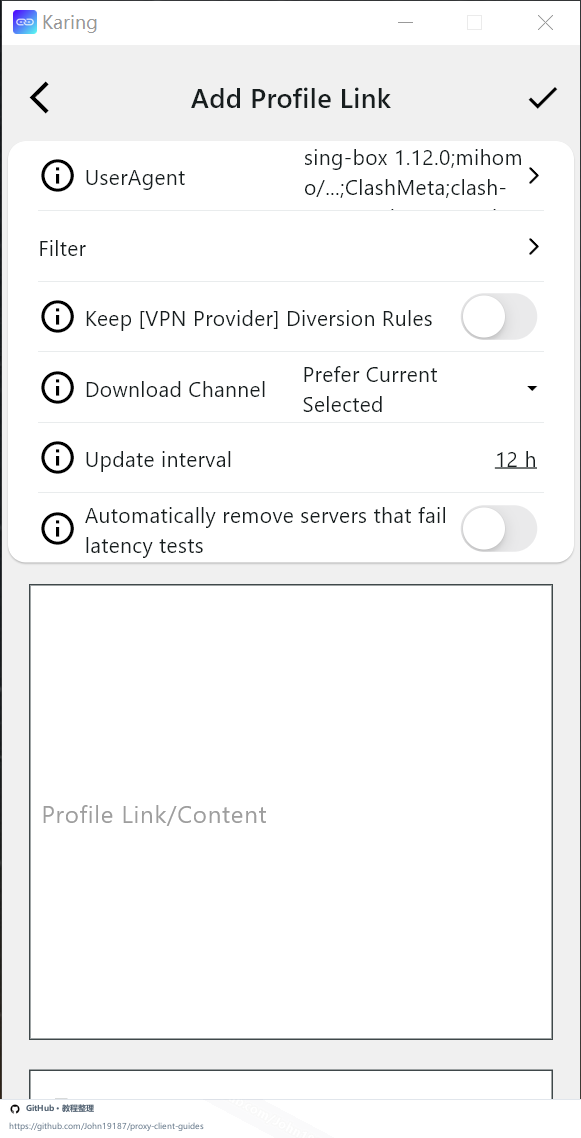 Karing
Add Profile Link
UserAgent
sing-box 1.12.0;mihom
o/...;ClashMeta;clash-
Filter
Keep [VPN Provider] Diversion Rules
Download Channel
Prefer Current
Selected
Update interval
12 h
Automatically remove servers that fail
latency tests
Profile Link/Content
GitHub • 教程整理
https://github.com/John19187/proxy-client-guides